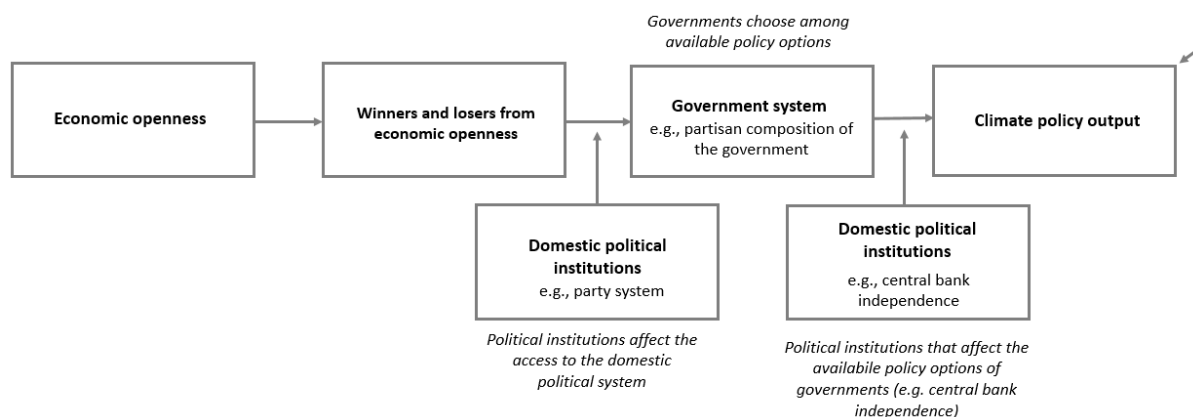 Governments choose among
available policy options
Economic openness
Winners and losers from
economic openness
Government system
e.g., partisan composition of
the government
Climate policy output
Domestic political
institutions
e.g., party system
Domestic political
institutions
e.g., central bank
independence
Political institutions affect the
access to the domestic
political system
Political institutions that affect the
availabile policy options of
governments (e.g. central bank
independence)